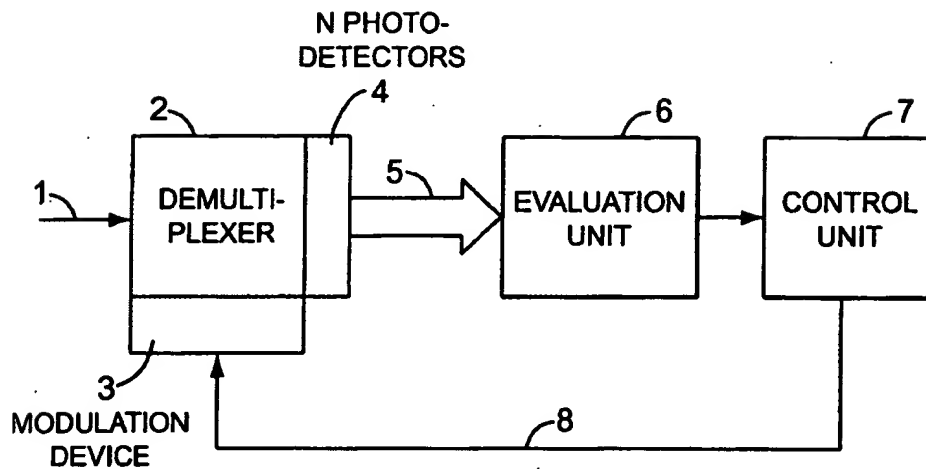 N PHOTO-
DETECTORS
2
4
6
7
1
DEMULTI-
PLEXER
5
EVALUATION
UNIT
CONTROL
UNIT
3
MODULATION
DEVICE
8